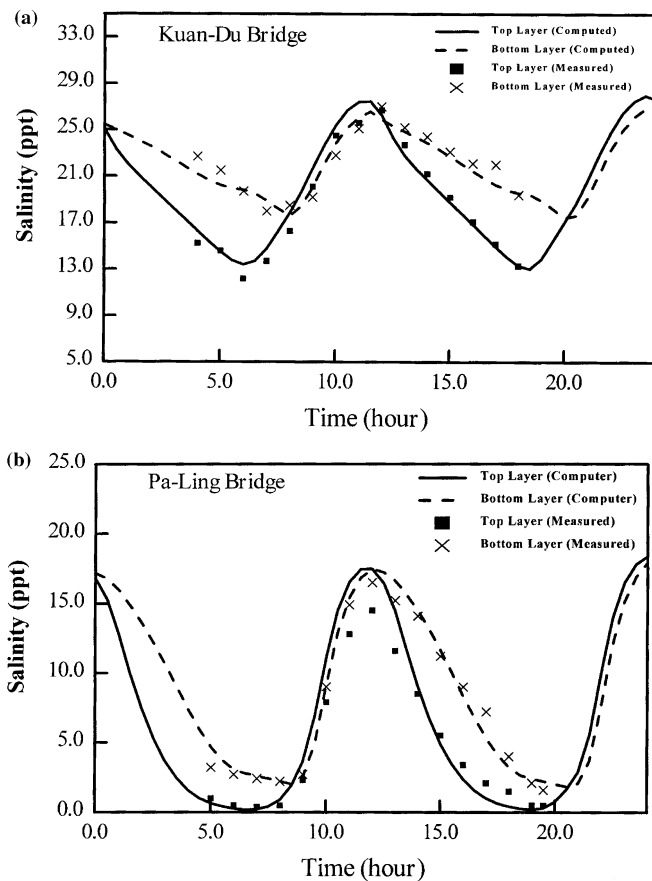 (a)
Kuan-Du Bridge
Top Layer (Computed)
Bottom Layer (Computed)
Top Layer (Measured)
Bottom Layer (Measured)
33.0
29.0
25.0
21.0
17.0
13.0
9.0
5.0
Salinity (ppt)
0.0 5.0 10.0 15.0 20.0
Time (hour)
(b)
Pa-Ling Bridge
Top Layer (Computer)
Bottom Layer (Computer)
Top Layer (Measured)
Bottom Layer (Measured)
25.0
20.0
15.0
10.0
5.0
0.0
Salinity (ppt)
0.0 5.0 10.0 15.0 20.0
Time (hour)